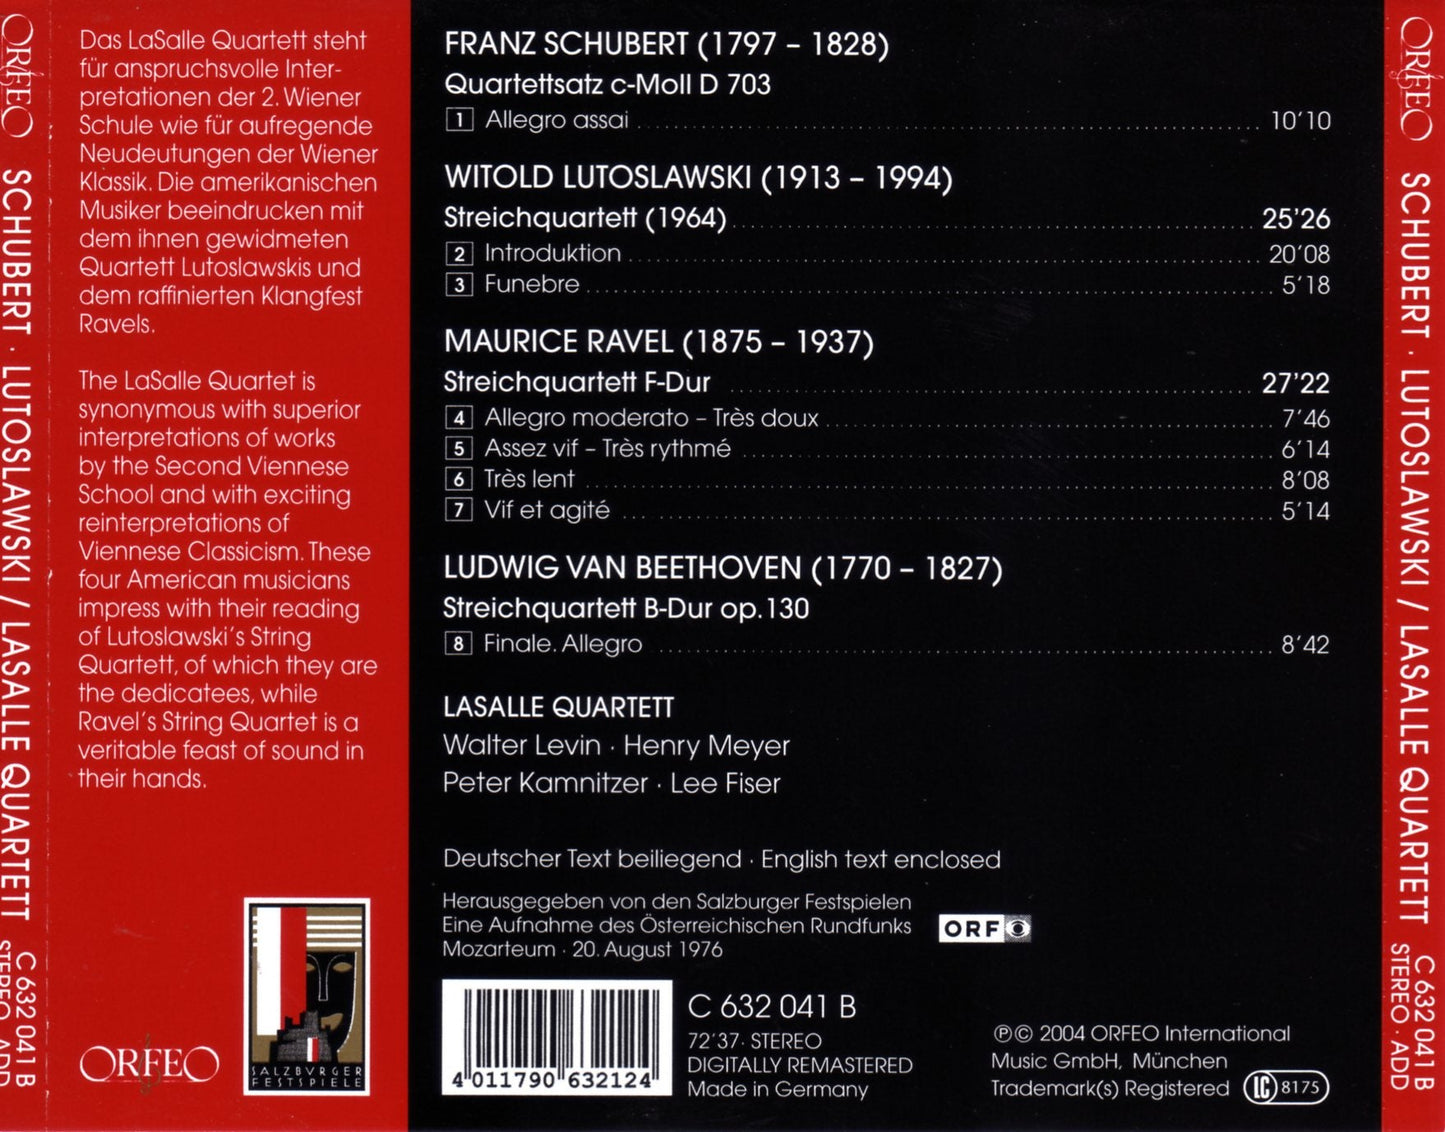 ORFEO
SCHUBERT · LUTOSLAWSKI / LASALLE QUARTETT
C 632 041 B
STEREO · ADD
Das LaSalle Quartett steht
für anspruchsvolle Inter-
pretationen der 2. Wiener
Schule wie für aufregende
Neudeutungen der Wiener
Klassik. Die amerikanischen
Musiker beeindrucken mit
dem ihnen gewidmeten
Quartett Lutoslawskis und
dem raffinierten Klangfest
Ravels.
The LaSalle Quartet is
synonymous with superior
interpretations of works
by the Second Viennese
School and with exciting
reinterpretations of
Viennese Classicism. These
four American musicians
impress with their reading
of Lutoslawski's String
Quartett, of which they are
the dedicatees, while
Ravel's String Quartet is a
veritable feast of sound in
their hands.
ORFEO
SALZBVRGER
FESTSPIELE
FRANZ SCHUBERT (1797 – 1828)
Quartettsatz c-Moll D 703
1 Allegro assai 10'10
WITOLD LUTOSLAWSKI (1913 – 1994)
Streichquartett (1964) 25'26
2 Introduktion 20'08
3 Funebre 5'18
MAURICE RAVEL (1875 – 1937)
Streichquartett F-Dur 27'22
4 Allegro moderato – Très doux 7'46
5 Assez vif – Très rythmé 6'14
6 Très lent 8'08
7 Vif et agité 5'14
LUDWIG VAN BEETHOVEN (1770 – 1827)
Streichquartett B-Dur op. 130
8 Finale. Allegro 8'42
LASALLE QUARTETT
Walter Levin · Henry Meyer
Peter Kamnitzer · Lee Fiser
Deutscher Text beiliegend · English text enclosed
Herausgegeben von den Salzburger Festspielen
Eine Aufnahme des Österreichischen Rundfunks
Mozarteum · 20. August 1976
ORF
4 011790 632124
C 632 041 B
72'37 · STEREO
DIGITALLY REMASTERED
Made in Germany
℗© 2004 ORFEO International
Music GmbH, München
Trademark(s) Registered
LC 8175
ORFEO
SCHUBERT · LUTOSLAWSKI / LASALLE QUARTETT
C 632 041 B
STEREO · ADD